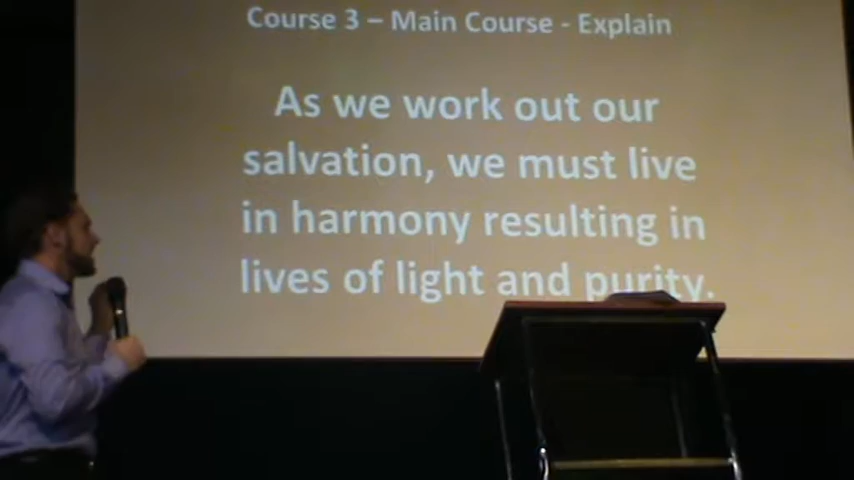 Course 3 – Main Course - Explain
As we work out our
salvation, we must live
in harmony resulting in
lives of light and purity.